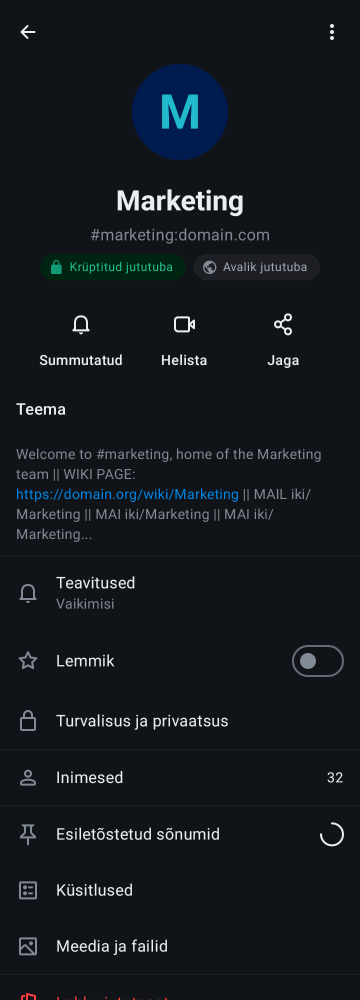 M
Marketing
#marketing:domain.com
Krüptitud jututuba
Avalik jututuba
Summutatud
Helista
Jaga
Teema
Welcome to #marketing, home of the Marketing
team || WIKI PAGE:
https://domain.org/wiki/Marketing || MAIL iki/
Marketing || MAI iki/Marketing || MAI iki/
Marketing...
Teavitused
Vaikimisi
Lemmik
Turvalisus ja privaatsus
Inimesed 32
Esiletõstetud sõnumid
Küsitlused
Meedia ja failid